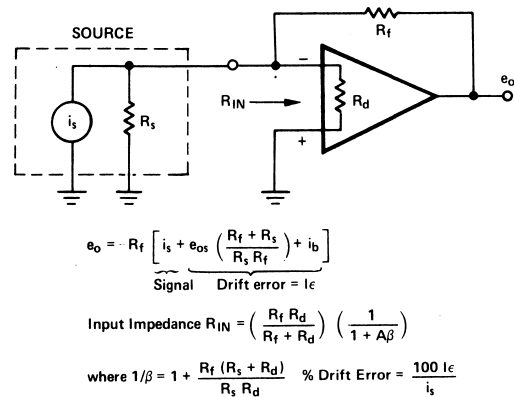 SOURCE
R_f
e_o
i_s
R_s
R_IN
R_d
−
+
e_o = - R_f [ i_s + e_os ( (R_f + R_s) / (R_s R_f) ) + i_b ]
Signal Drift error = Iϵ
Input Impedance R_IN = ( (R_f R_d) / (R_f + R_d) ) ( 1 / (1 + Aβ) )
where 1/β = 1 + (R_f (R_s + R_d)) / (R_s R_d) % Drift Error = (100 Iϵ) / i_s